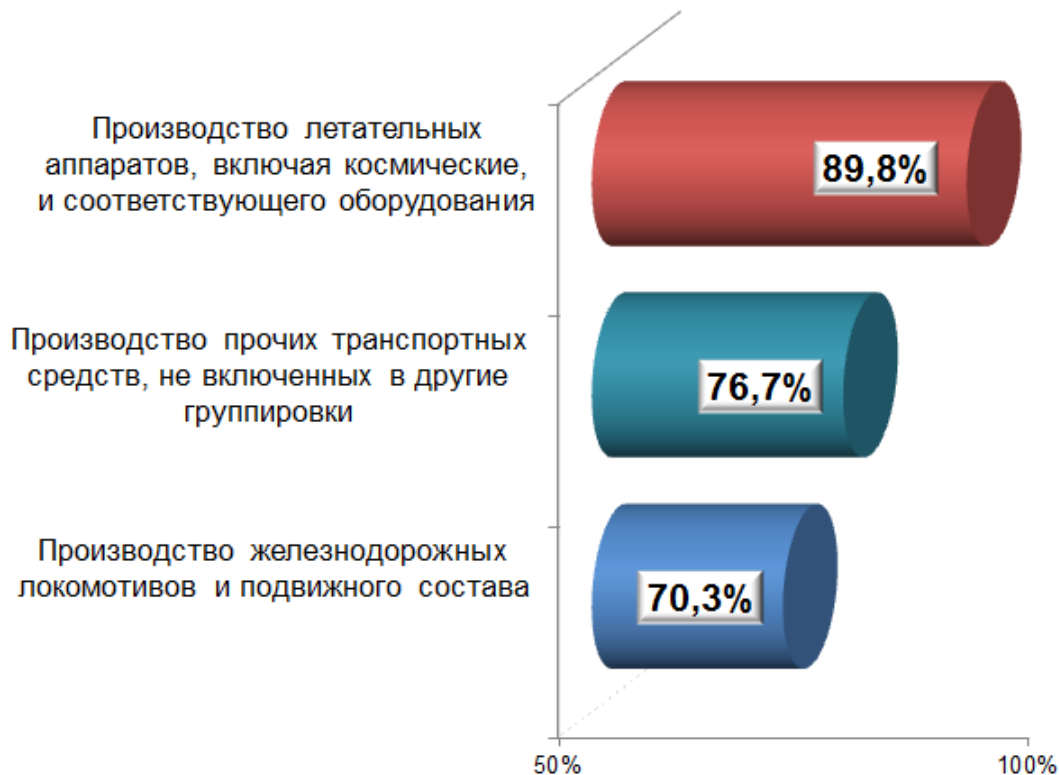 Производство летательных
аппаратов, включая космические,
и соответствующего оборудования
89,8%
Производство прочих транспортных
средств, не включенных в другие
группировки
76,7%
Производство железнодорожных
локомотивов и подвижного состава
70,3%
50%
100%